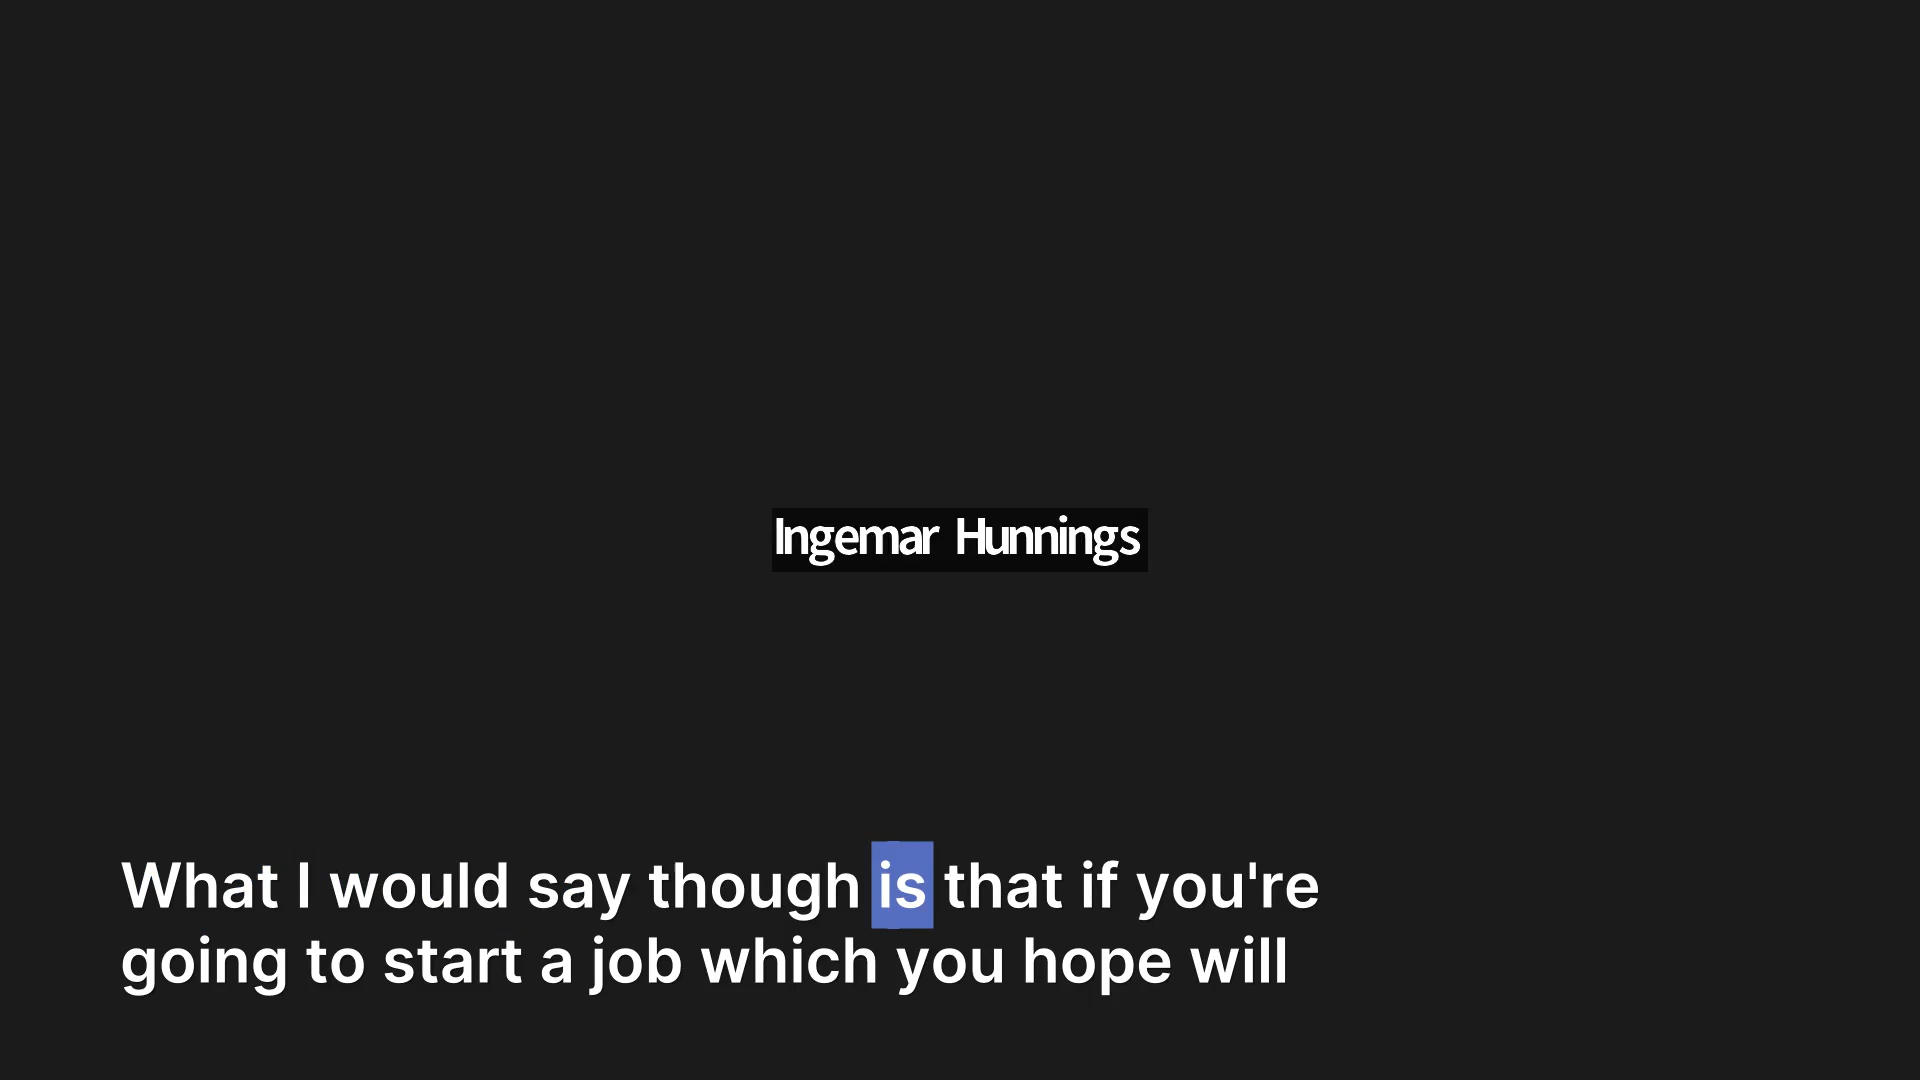 Ingemar Hunnings
What I would say though is that if you're
going to start a job which you hope will